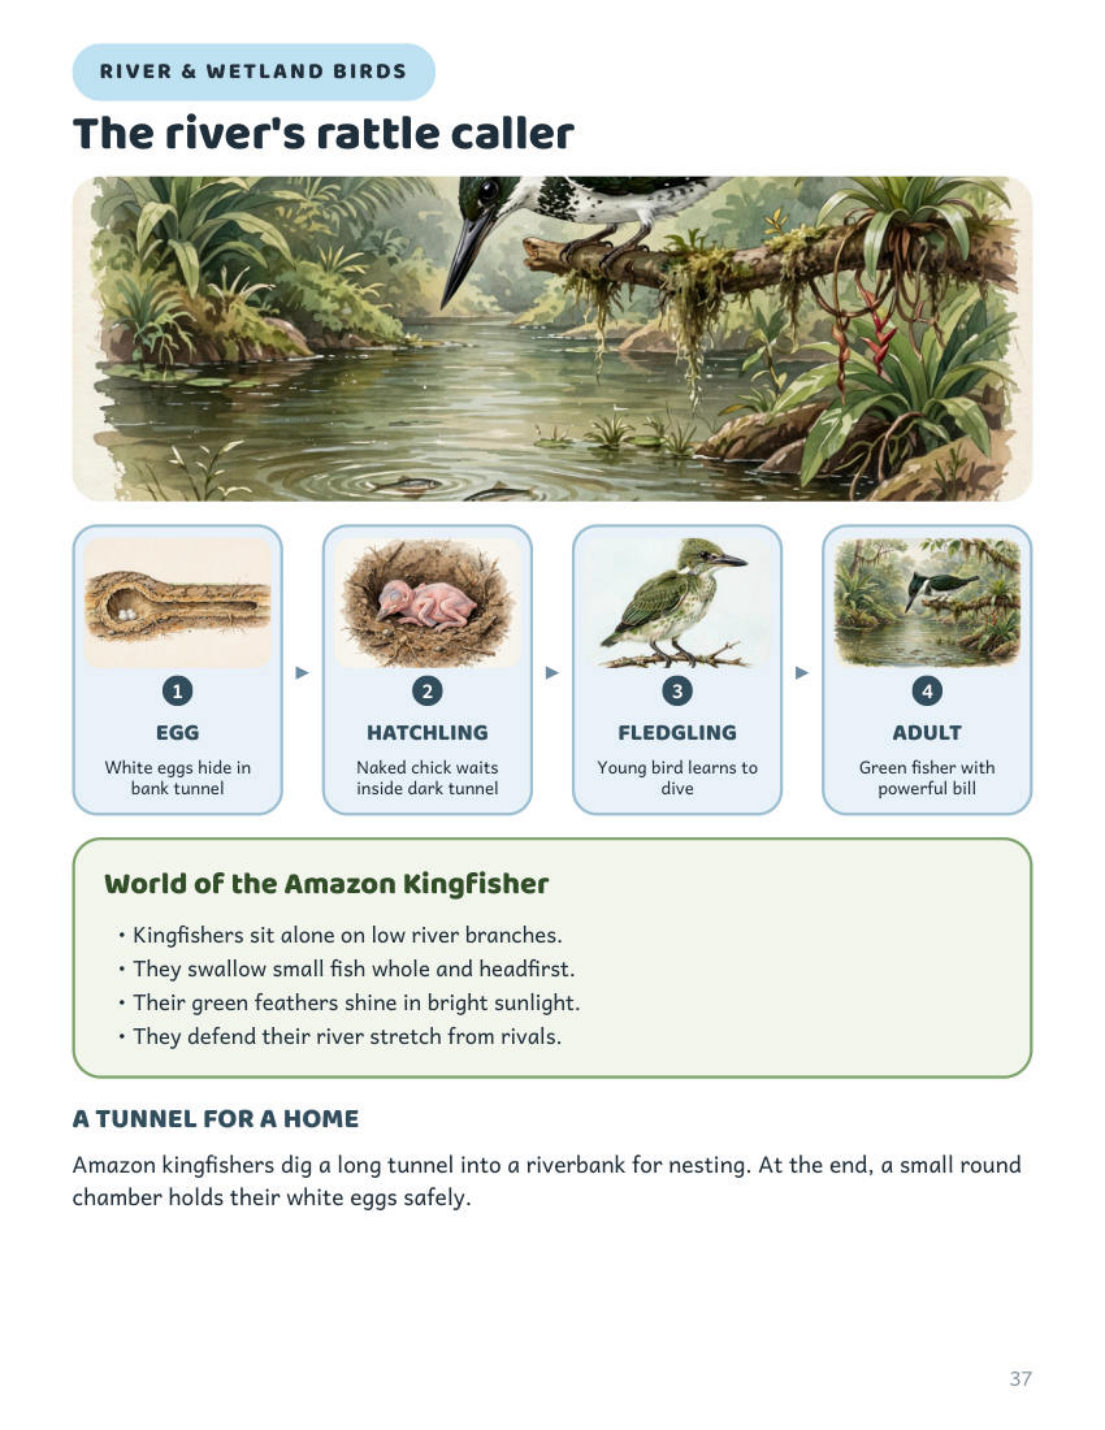 RIVER & WETLAND BIRDS
The river's rattle caller
1
EGG
White eggs hide in
bank tunnel
2
HATCHLING
Naked chick waits
inside dark tunnel
3
FLEDGLING
Young bird learns to
dive
4
ADULT
Green fisher with
powerful bill
World of the Amazon Kingfisher
• Kingfishers sit alone on low river branches.
• They swallow small fish whole and headfirst.
• Their green feathers shine in bright sunlight.
• They defend their river stretch from rivals.
A TUNNEL FOR A HOME
Amazon kingfishers dig a long tunnel into a riverbank for nesting. At the end, a small round
chamber holds their white eggs safely.
37